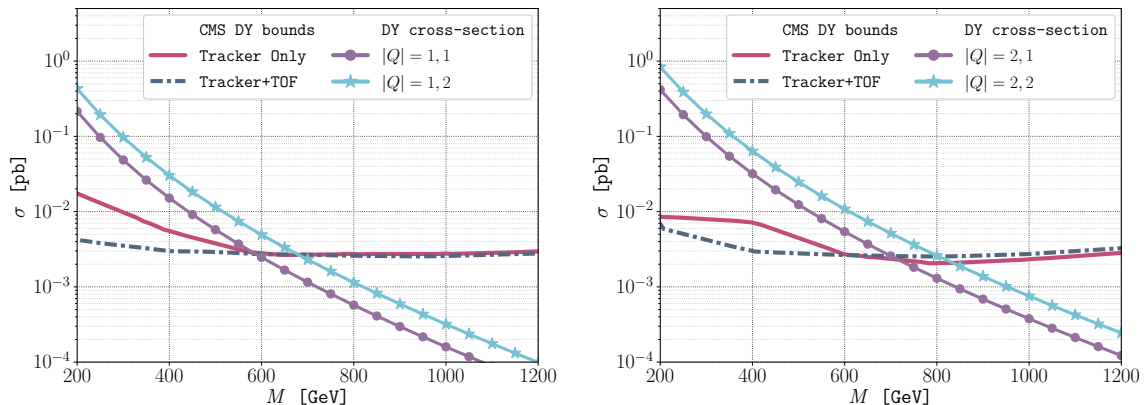 CMS DY bounds DY cross-section
Tracker Only |Q| = 1, 1
Tracker+TOF |Q| = 1, 2
10^0
10^{-1}
10^{-2}
10^{-3}
10^{-4}
σ [pb]
200 400 600 800 1000 1200
M [GeV]
CMS DY bounds DY cross-section
Tracker Only |Q| = 2, 1
Tracker+TOF |Q| = 2, 2
10^0
10^{-1}
10^{-2}
10^{-3}
10^{-4}
σ [pb]
200 400 600 800 1000 1200
M [GeV]